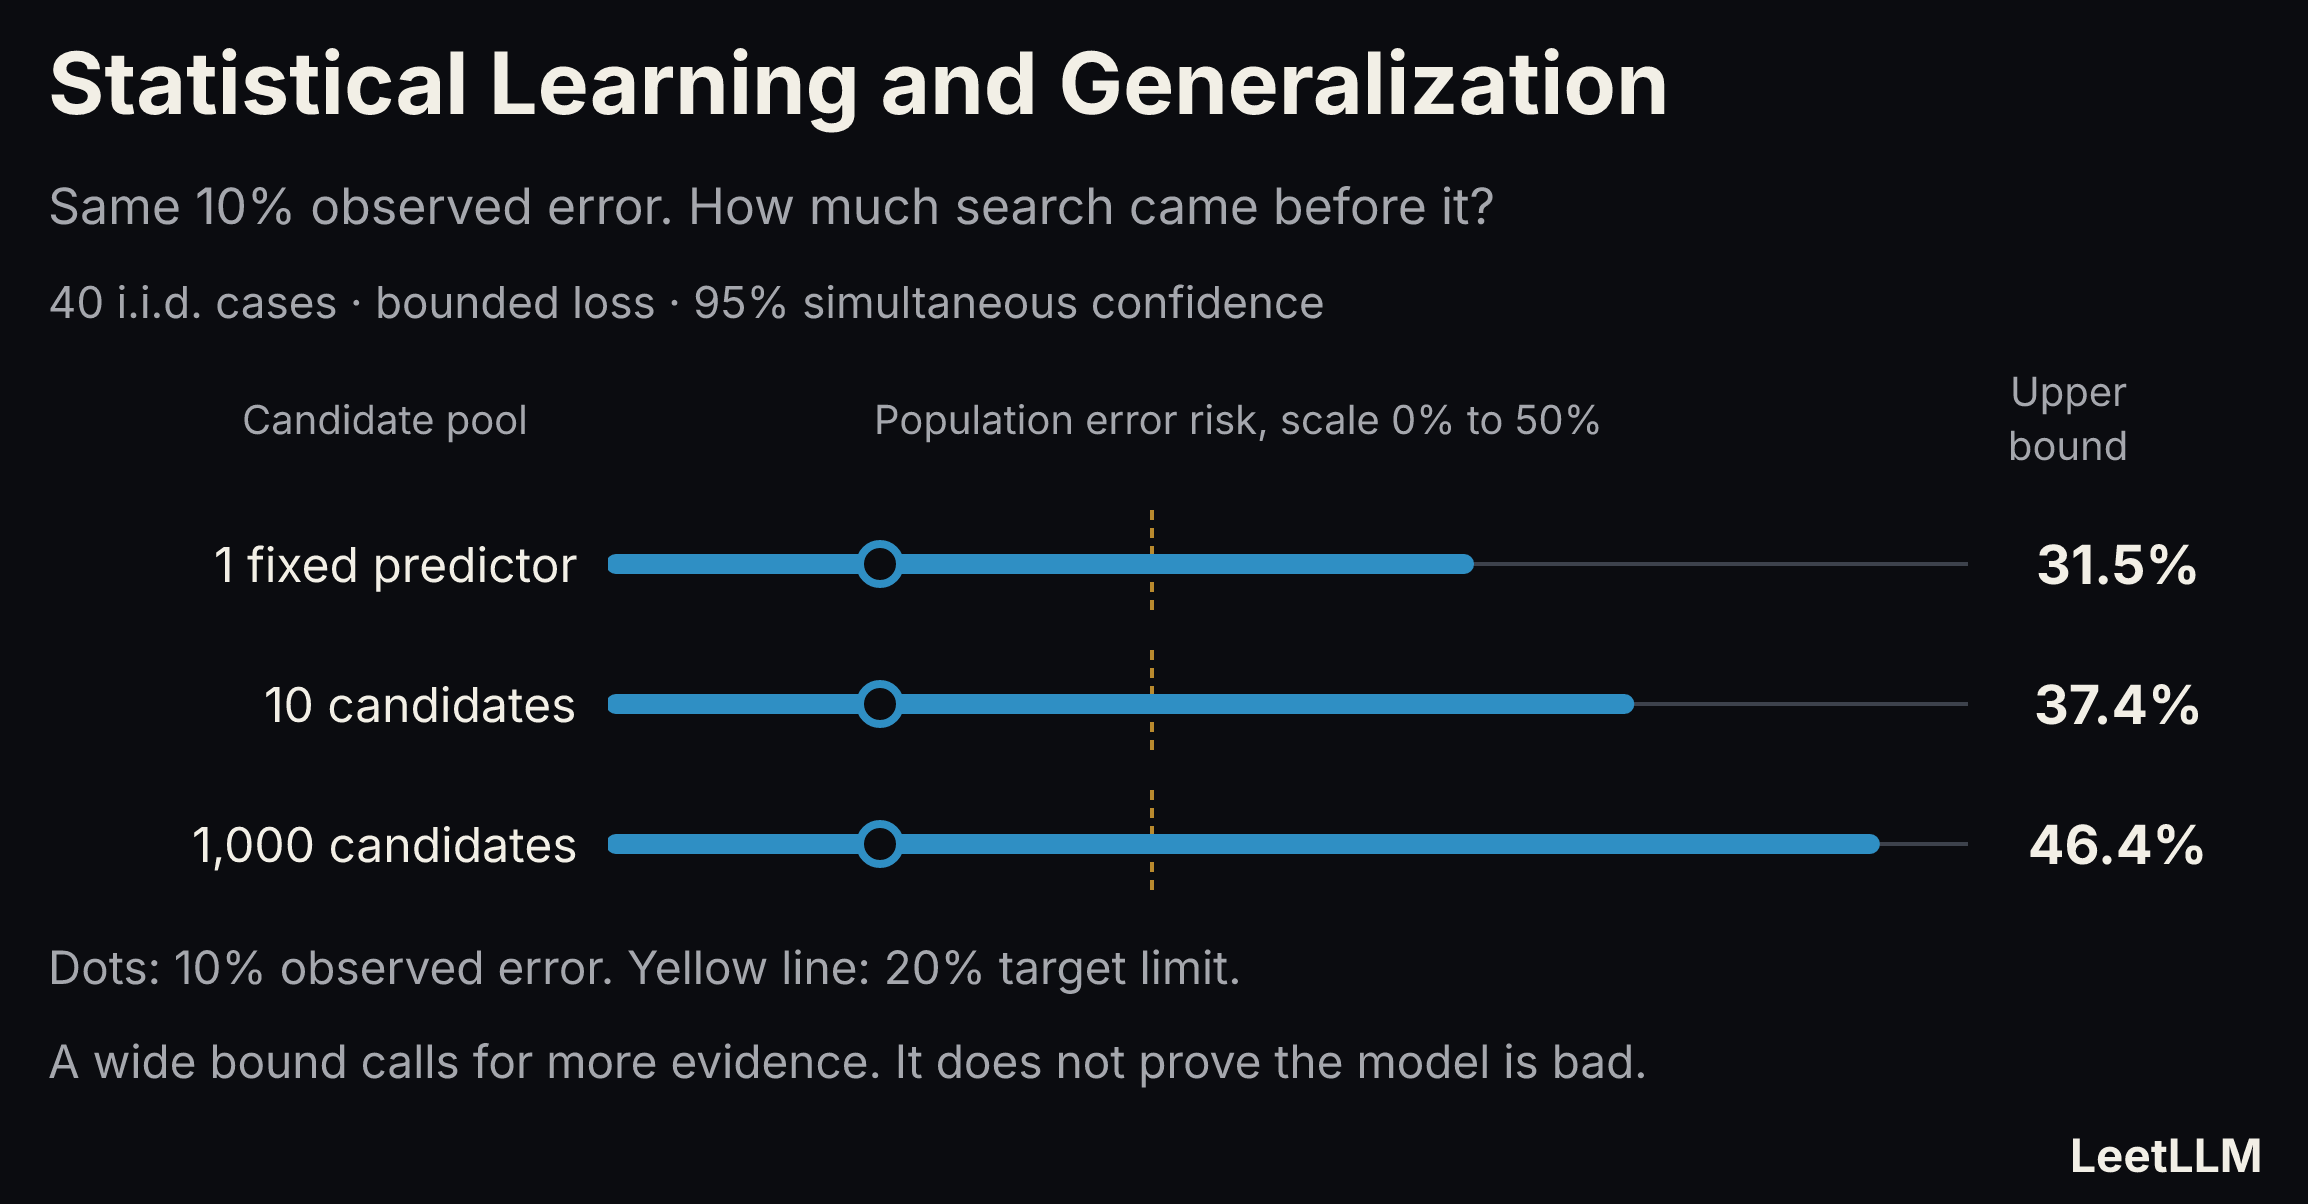 Statistical Learning and Generalization
Same 10% observed error. How much search came before it?
40 i.i.d. cases · bounded loss · 95% simultaneous confidence
Candidate pool
Population error risk, scale 0% to 50%
Upper
bound
1 fixed predictor
31.5%
10 candidates
37.4%
1,000 candidates
46.4%
Dots: 10% observed error. Yellow line: 20% target limit.
A wide bound calls for more evidence. It does not prove the model is bad.
LeetLLM